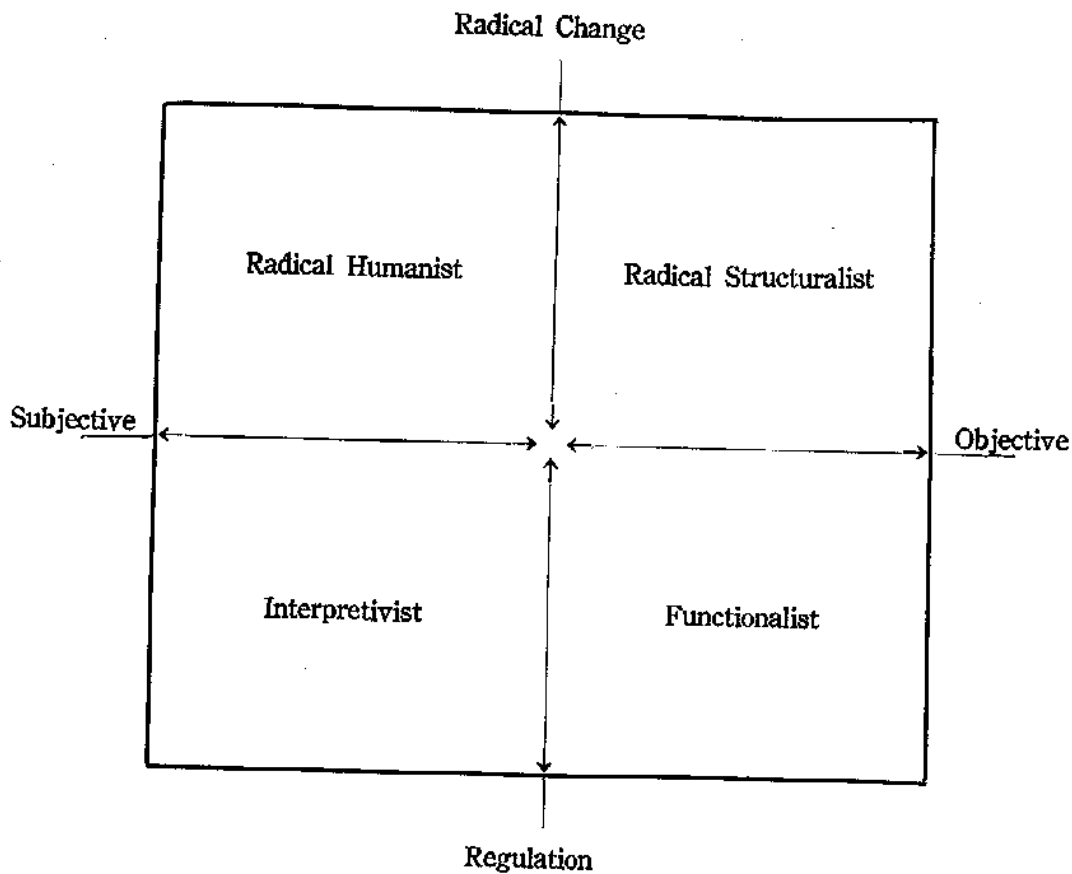 Radical Change
Radical Humanist
Radical Structuralist
Subjective
Objective
Interpretivist
Functionalist
Regulation